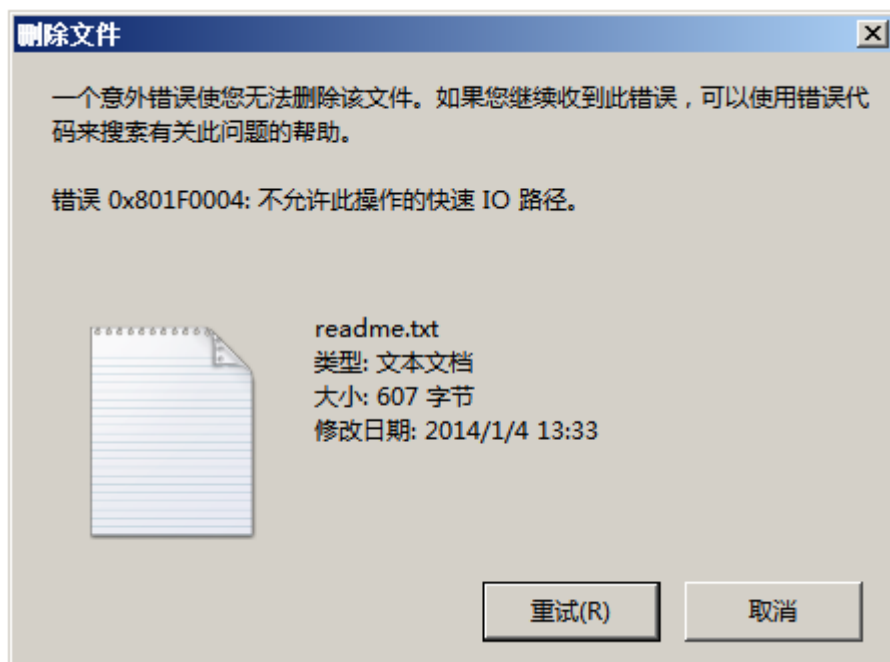 删除文件
一个意外错误使您无法删除该文件。如果您继续收到此错误，可以使用错误代
码来搜索有关此问题的帮助。
错误 0x801F0004: 不允许此操作的快速 IO 路径。
readme.txt
类型: 文本文档
大小: 607 字节
修改日期: 2014/1/4 13:33
重试(R)
取消